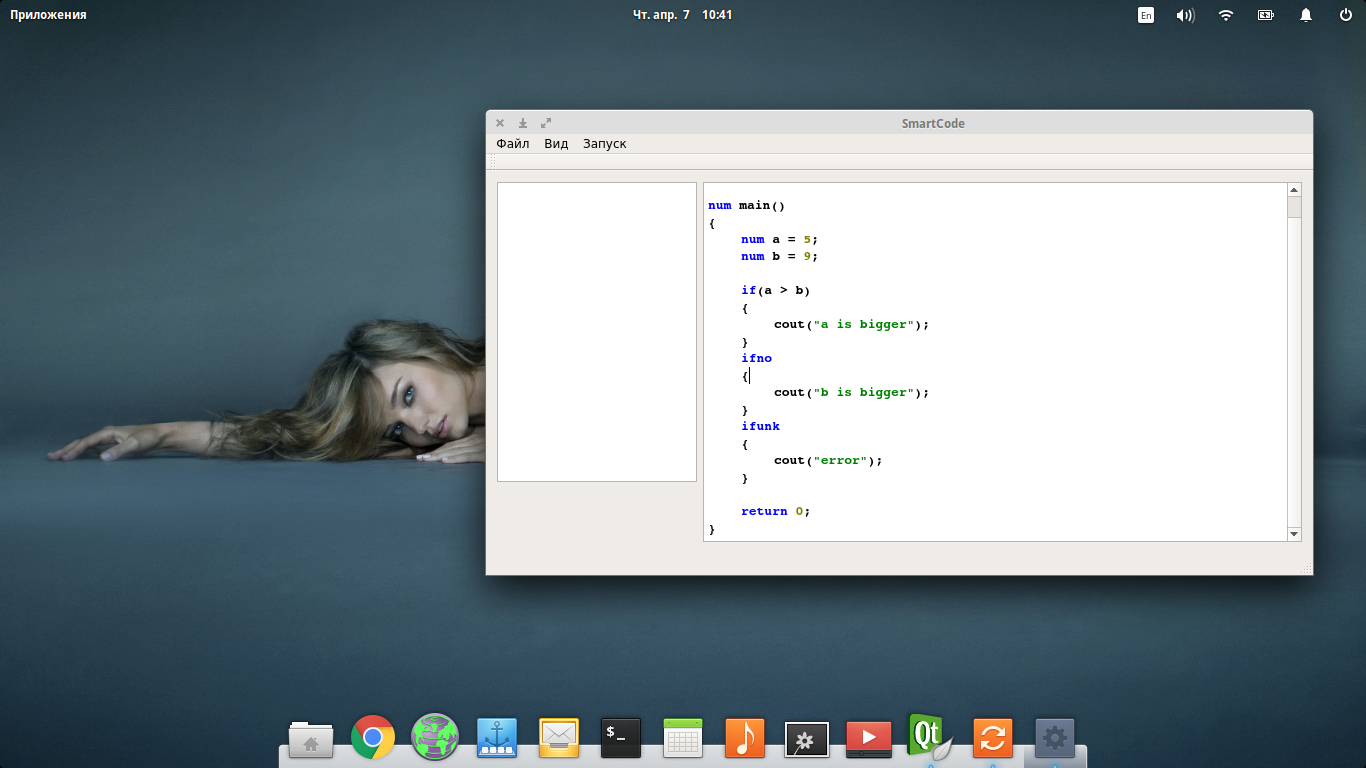 Приложения
Чт. апр. 7 10:41
En
SmartCode
Файл Вид Запуск
num main()
{
num a = 5;
num b = 9;
if(a > b)
{
cout("a is bigger");
}
ifno
{
cout("b is bigger");
}
ifunk
{
cout("error");
}
return 0;
}
$_
Qt